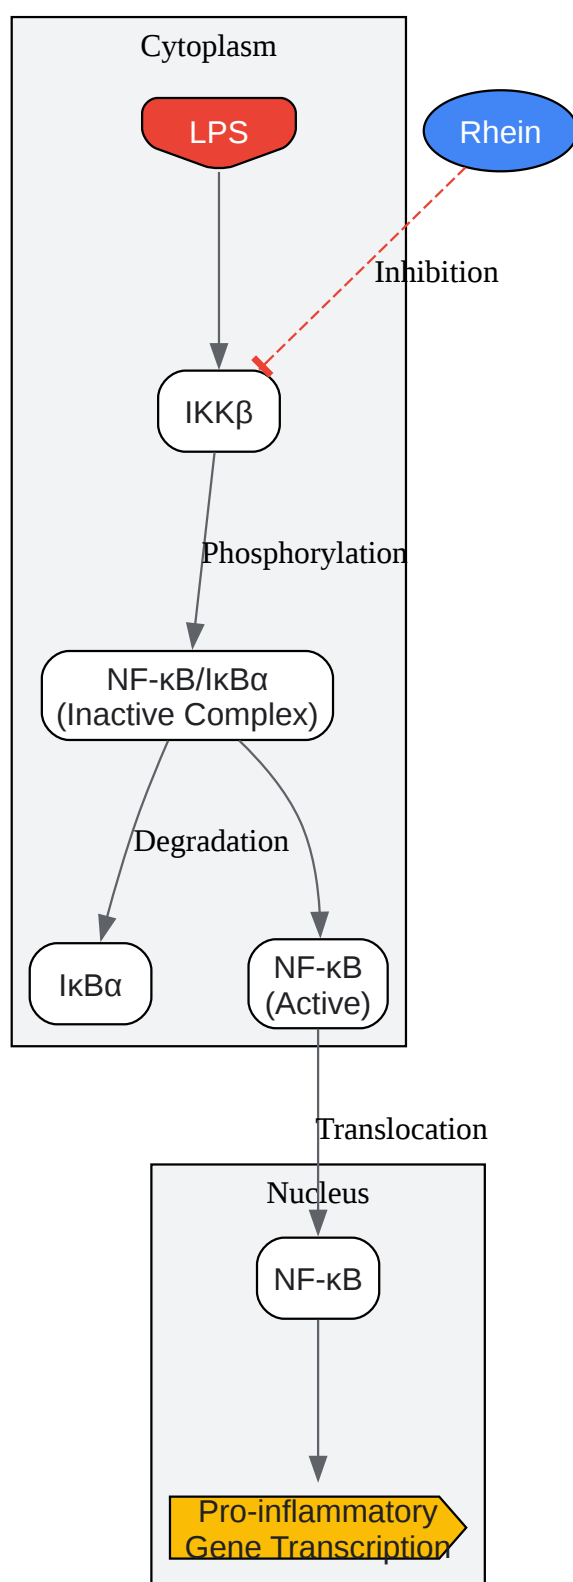 Cytoplasm
LPS
Rhein
Inhibition
IKKβ
Phosphorylation
NF-κB/IκBα
(Inactive Complex)
Degradation
IκBα
NF-κB
(Active)
Translocation
Nucleus
NF-κB
Pro-inflammatory
Gene Transcription